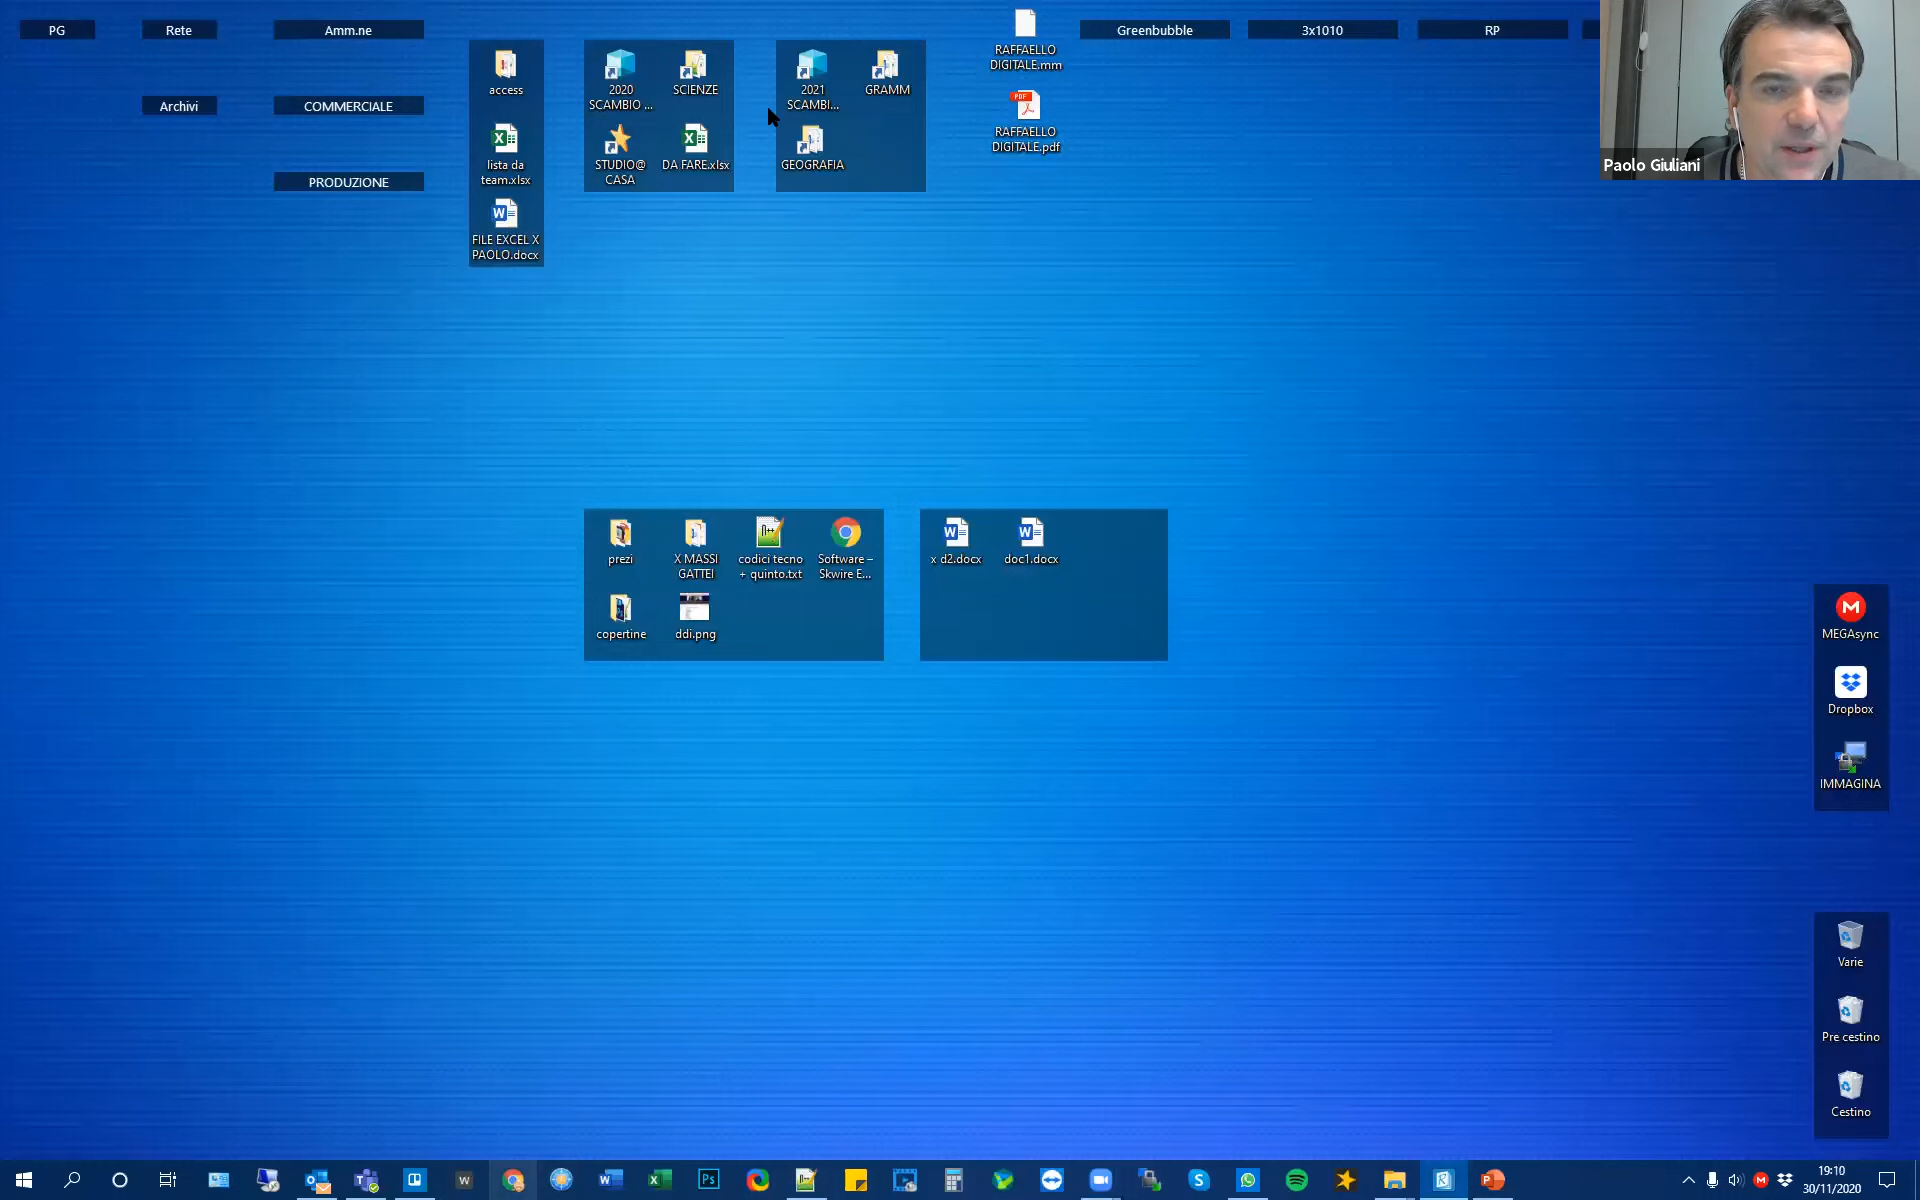 PG
Rete
Amm.ne
Archivi
COMMERCIALE
PRODUZIONE
access
lista da
team.xlsx
FILE EXCEL X
PAOLO.docx
2020
SCAMBIO ...
SCIENZE
STUDIO@
CASA
DA FARE.xlsx
2021
SCAMBI...
GRAMM
GEOGRAFIA
RAFFAELLO
DIGITALE.mm
RAFFAELLO
DIGITALE.pdf
Greenbubble
3x1010
RP
Paolo Giuliani
prezi
X MASSI
GATTEI
codici tecno
+ quinto.txt
Software –
Skwire E...
copertine
ddi.png
x d2.docx
doc1.docx
MEGAsync
Dropbox
IMMAGINA
Varie
Pre cestino
Cestino
19:10
30/11/2020